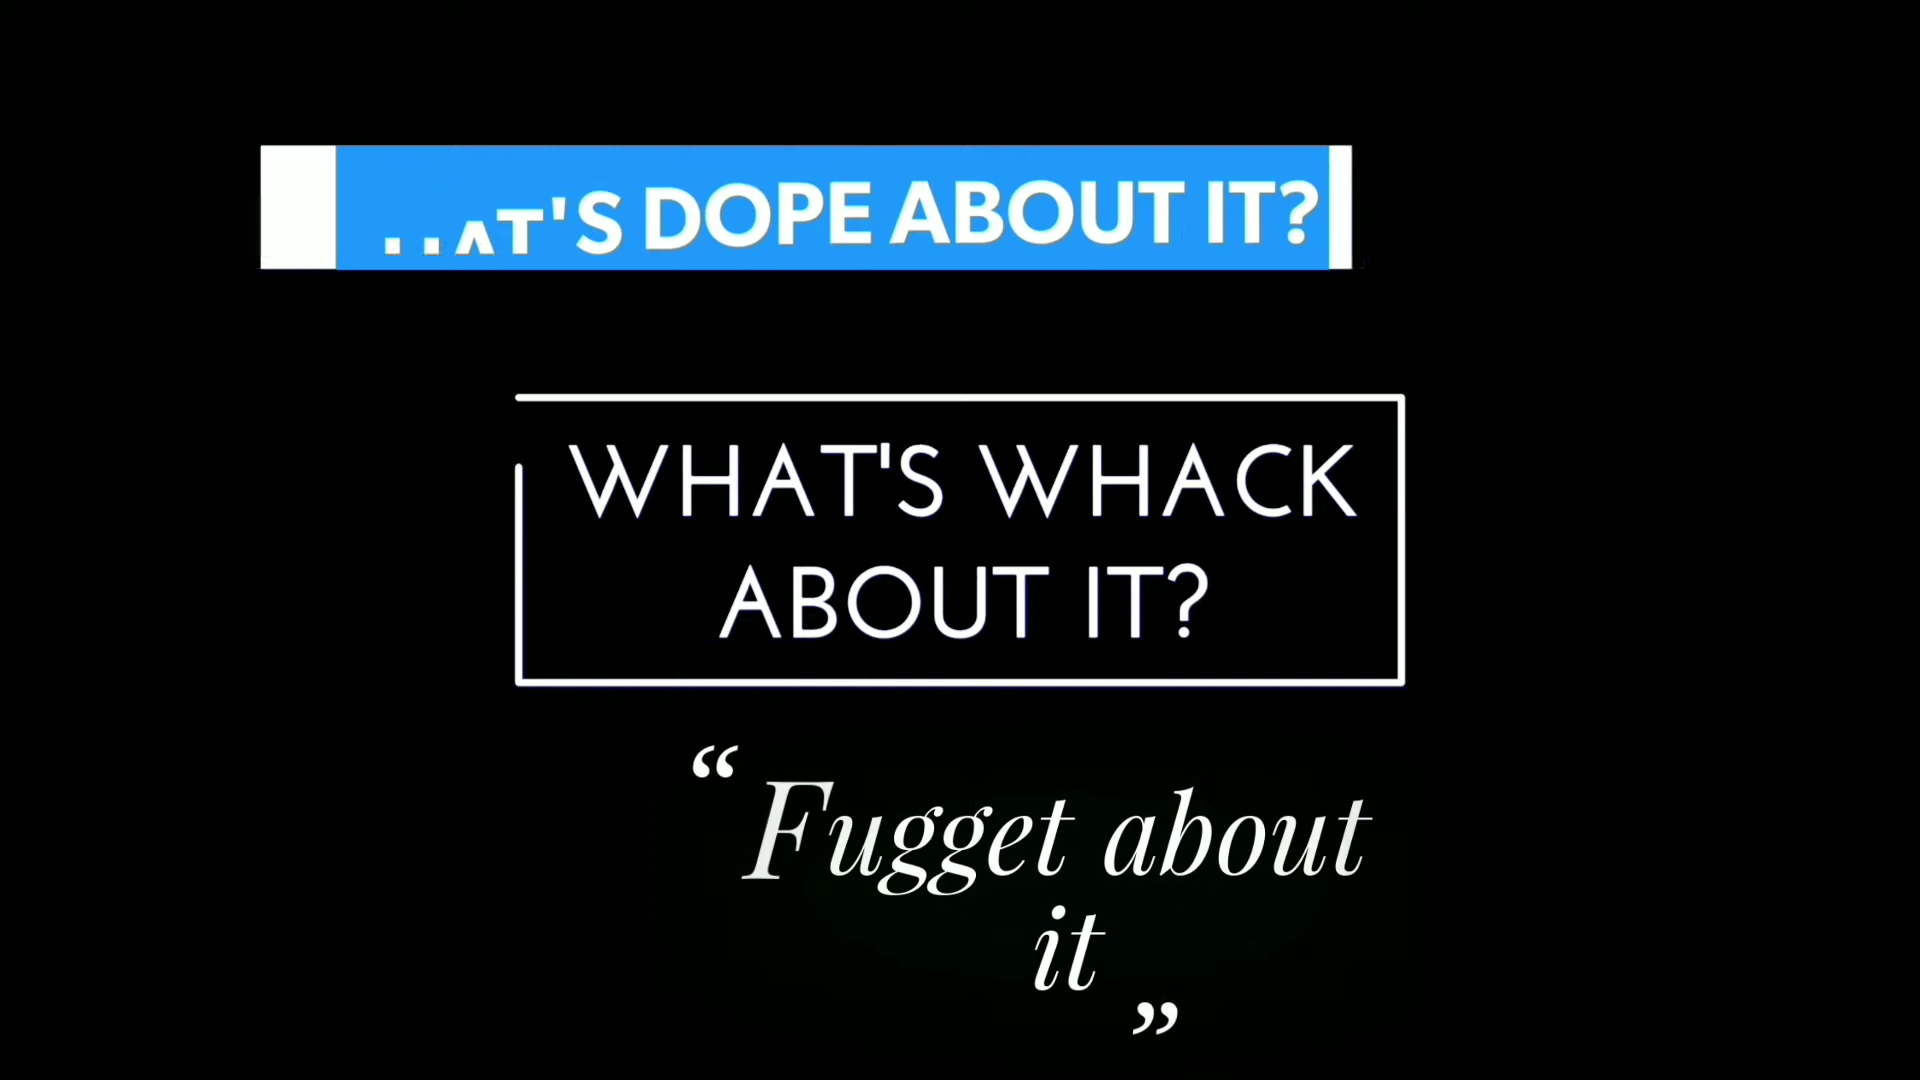 'S DOPE ABOUT IT?
WHAT'S WHACK
ABOUT IT?
“ Fugget about
it ”